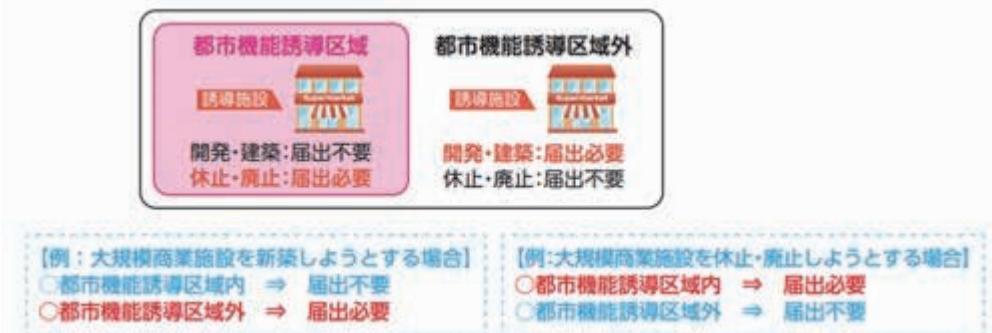 都市機能誘導区域
誘導施設
Supermarket
開発・建築：届出不要
休止・廃止：届出必要
都市機能誘導区域外
誘導施設
Supermarket
開発・建築：届出必要
休止・廃止：届出不要
【例：大規模商業施設を新築しようとする場合】
○都市機能誘導区域内 ⇒ 届出不要
○都市機能誘導区域外 ⇒ 届出必要
【例:大規模商業施設を休止・廃止しようとする場合】
○都市機能誘導区域内 ⇒ 届出必要
○都市機能誘導区域外 ⇒ 届出不要